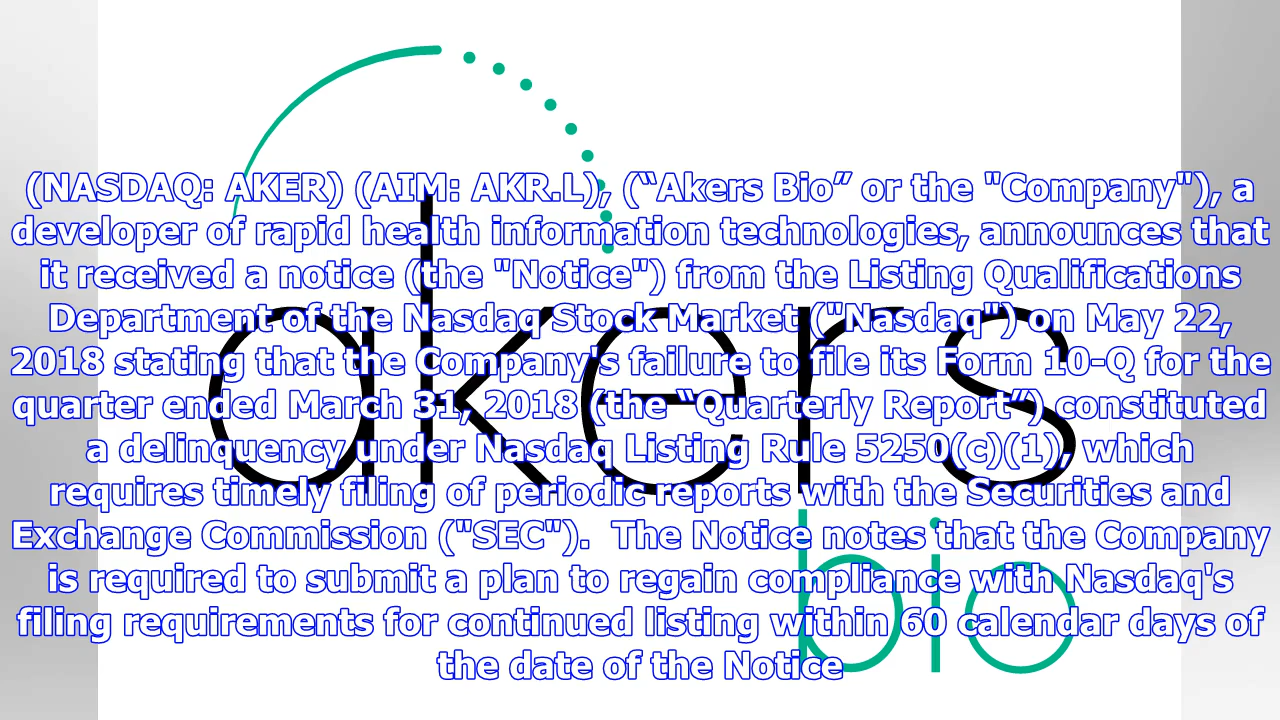 (NASDAQ: AKER) (AIM: AKR.L), (“Akers Bio” or the "Company"), a
developer of rapid health information technologies, announces that
it received a notice (the "Notice") from the Listing Qualifications
Department of the Nasdaq Stock Market ("Nasdaq") on May 22,
2018 stating that the Company's failure to file its Form 10-Q for the
quarter ended March 31, 2018 (the “Quarterly Report”) constituted
a delinquency under Nasdaq Listing Rule 5250(c)(1), which
requires timely filing of periodic reports with the Securities and
Exchange Commission ("SEC").  The Notice notes that the Company
is required to submit a plan to regain compliance with Nasdaq's
filing requirements for continued listing within 60 calendar days of
the date of the Notice
akers
bio